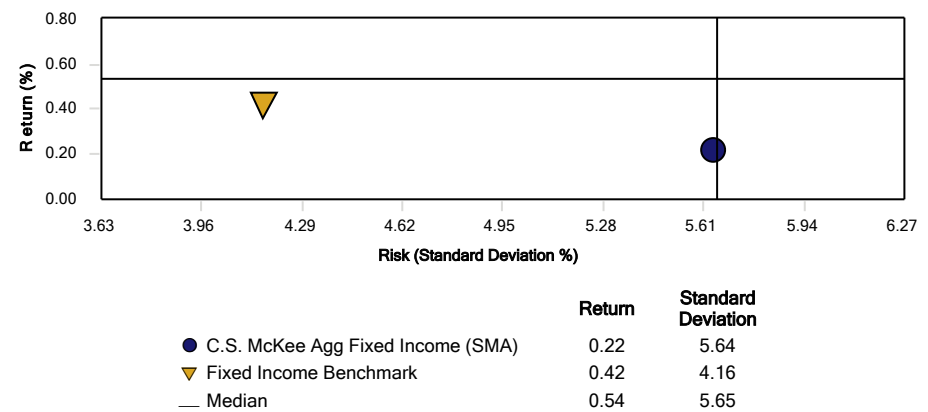 0.80
0.60
0.40
0.20
0.00
Return (%)
3.63 3.96 4.29 4.62 4.95 5.28 5.61 5.94 6.27
Risk (Standard Deviation %)
Return Standard Deviation
C.S. McKee Agg Fixed Income (SMA) 0.22 5.64
Fixed Income Benchmark 0.42 4.16
Median 0.54 5.65